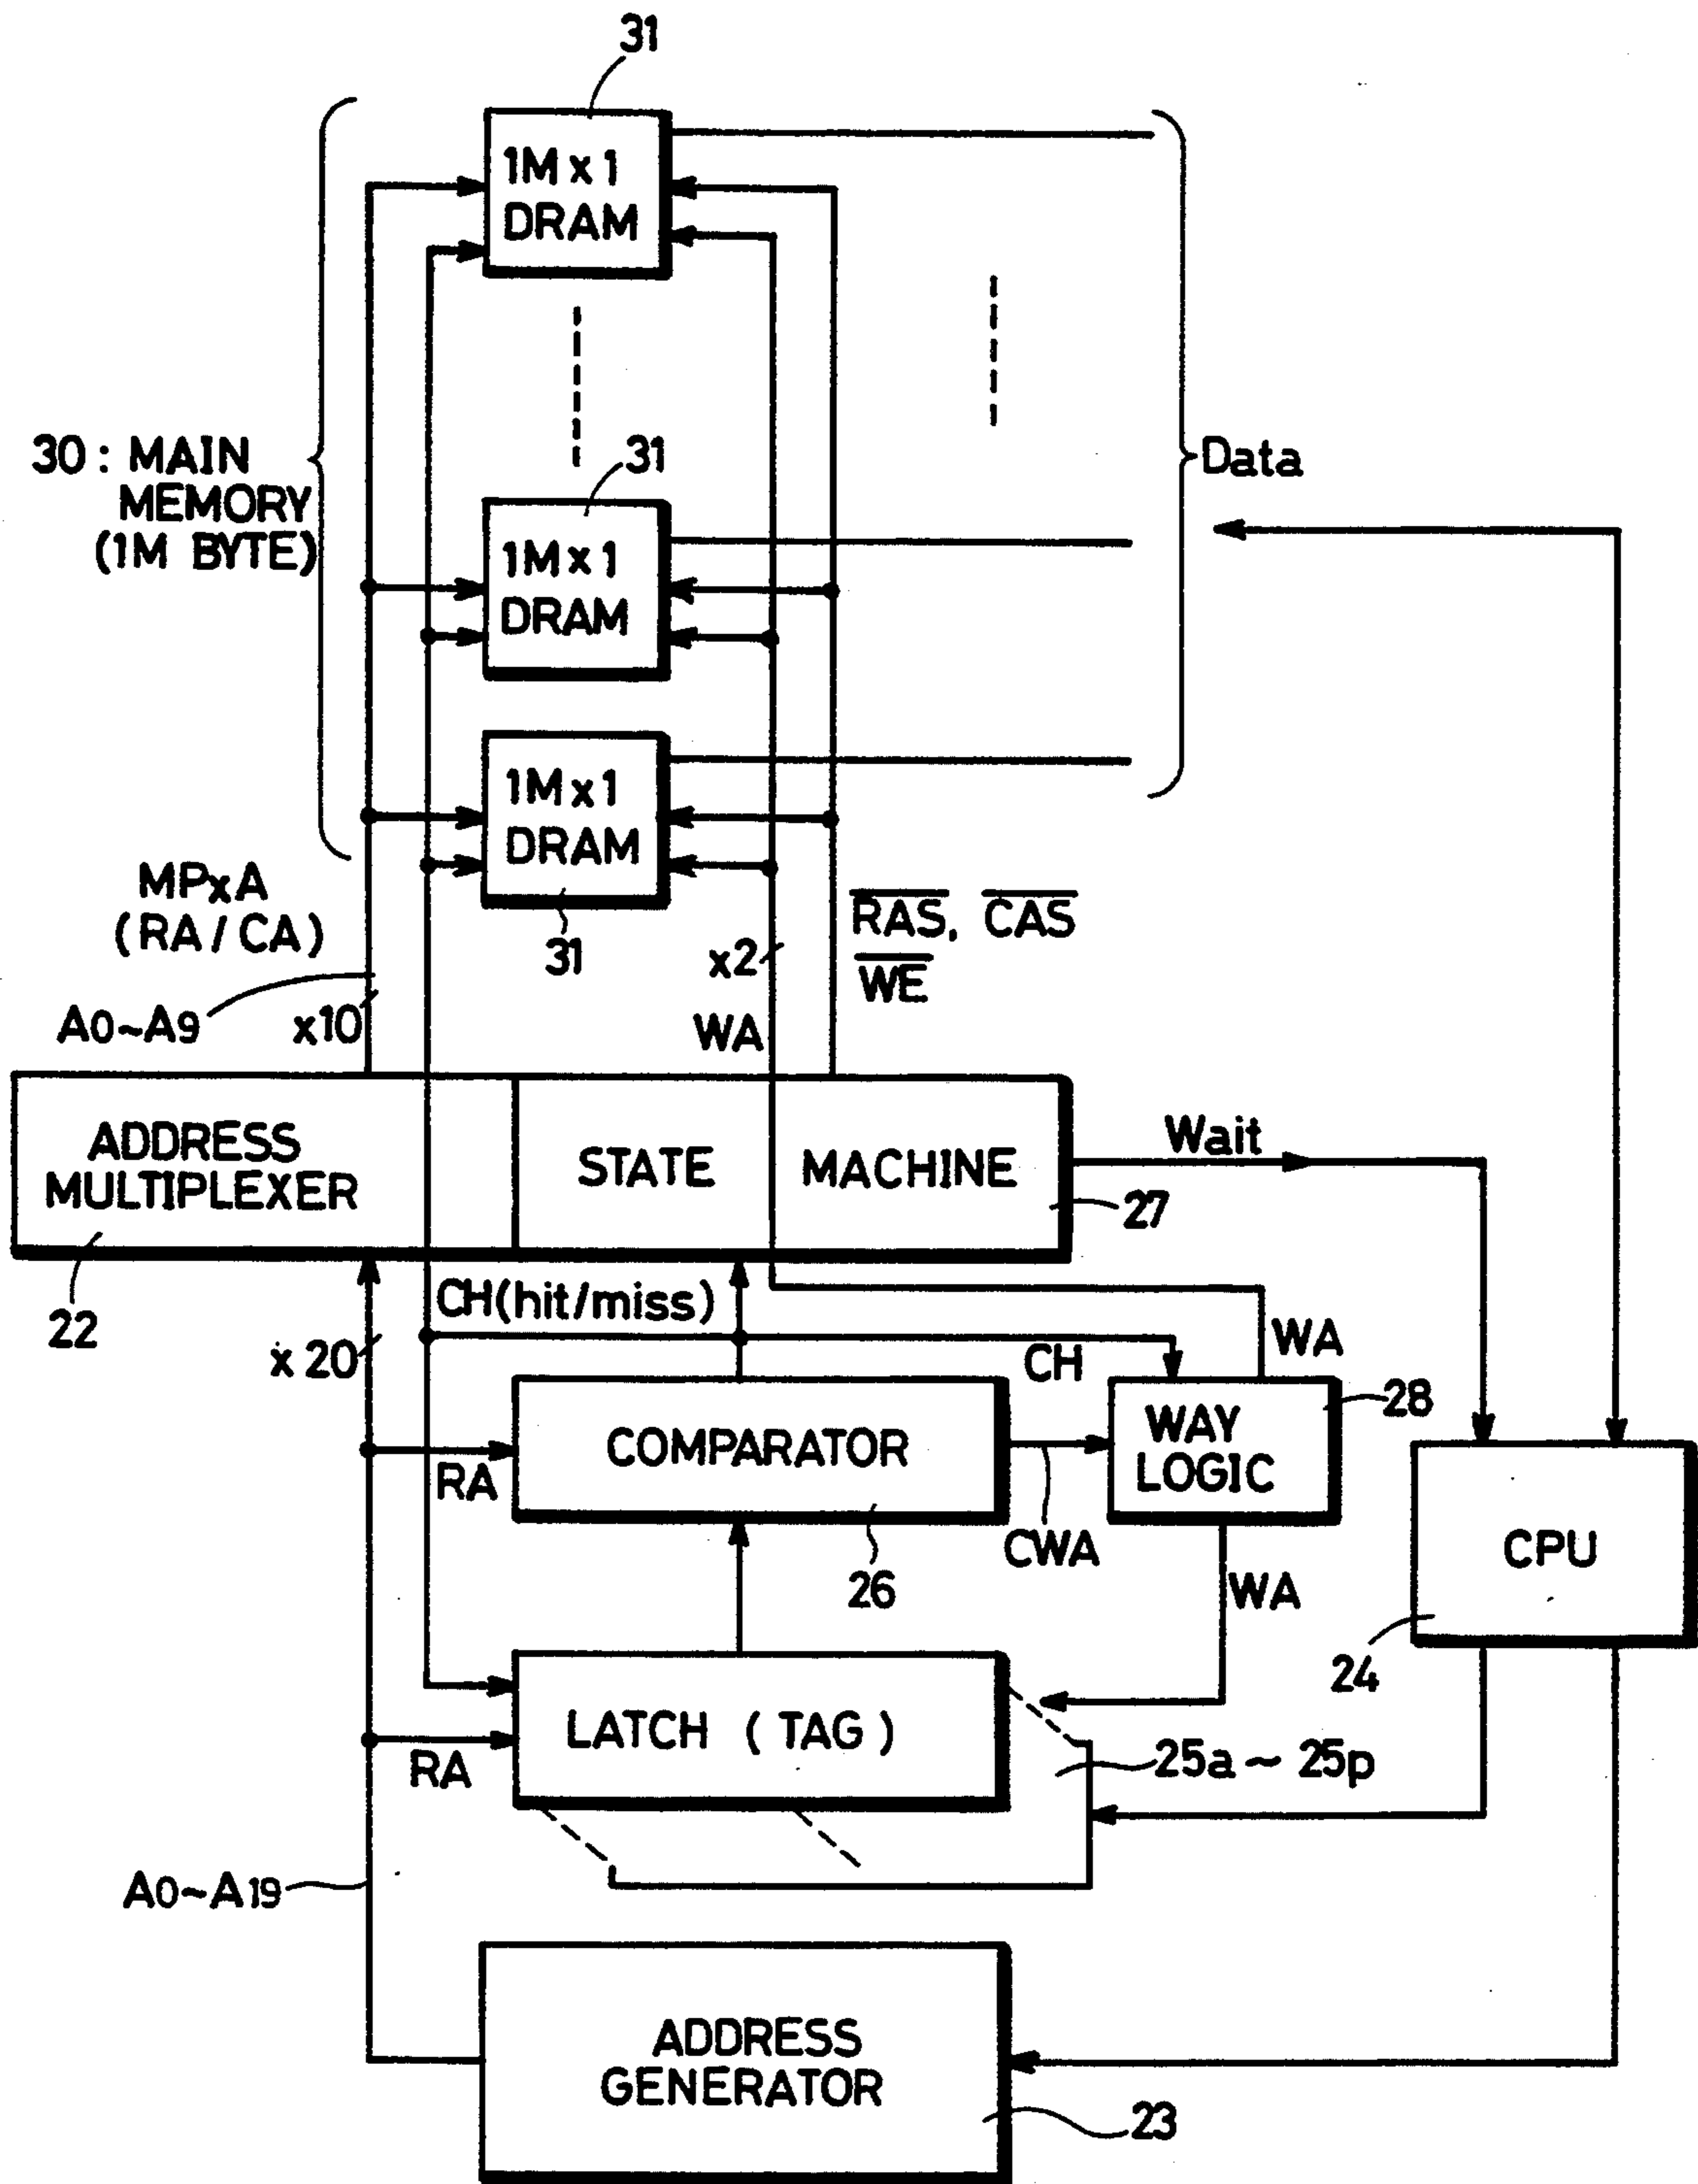 31
1M x 1
DRAM
30 : MAIN
MEMORY
(1M BYTE)
31
1M x 1
DRAM
Data
1M x 1
DRAM
31
MPxA
(RA / CA)
A0~A9
x10
x2
WA
RAS, CAS
WE
ADDRESS
MULTIPLEXER
22
STATE MACHINE
27
Wait
CH(hit/miss)
x 20
CH
WA
RA
COMPARATOR
26
CWA
WAY
LOGIC
28
WA
CPU
24
RA
LATCH ( TAG )
25a ~ 25p
A0~A19
ADDRESS
GENERATOR
23